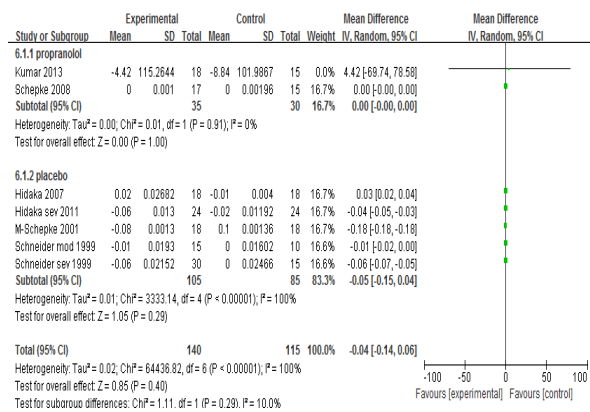 Experimental Control Mean Difference Mean Difference
Study or Subgroup Mean SD Total Mean SD Total Weight IV, Random, 95% CI IV, Random, 95% CI
6.1.1 propranolol
Kumar 2013 -4.42 115.2644 18 -8.84 101.9867 15 0.0% 4.42 [-69.74, 78.58]
Schepke 2008 0 0.001 17 0 0.00196 15 16.7% 0.00 [-0.00, 0.00]
Subtotal (95% CI) 35 30 16.7% 0.00 [-0.00, 0.00]
Heterogeneity: Tau² = 0.00; Chi² = 0.01, df = 1 (P = 0.91); I² = 0%
Test for overall effect: Z = 0.00 (P = 1.00)
6.1.2 placebo
Hidaka 2007 0.02 0.02682 18 -0.01 0.004 18 16.7% 0.03 [0.02, 0.04]
Hidaka sev 2011 -0.06 0.013 24 -0.02 0.01192 24 16.7% -0.04 [-0.05, -0.03]
M-Schepke 2001 -0.08 0.0013 18 0.1 0.00136 18 16.7% -0.18 [-0.18, -0.18]
Schneider mod 1999 -0.01 0.0193 15 0 0.01602 10 16.7% -0.01 [-0.02, 0.00]
Schneider sev 1999 -0.06 0.02152 30 0 0.02466 15 16.6% -0.06 [-0.07, -0.05]
Subtotal (95% CI) 105 85 83.3% -0.05 [-0.15, 0.04]
Heterogeneity: Tau² = 0.01; Chi² = 3333.14, df = 4 (P < 0.00001); I² = 100%
Test for overall effect: Z = 1.05 (P = 0.29)
Total (95% CI) 140 115 100.0% -0.04 [-0.14, 0.06]
Heterogeneity: Tau² = 0.02; Chi² = 64436.82, df = 6 (P < 0.00001); I² = 100%
Test for overall effect: Z = 0.85 (P = 0.40)
Test for subgroup differences: Chi² = 1.11, df = 1 (P = 0.29), I² = 10.0%
-100 -50 0 50 100
Favours [experimental] Favours [control]